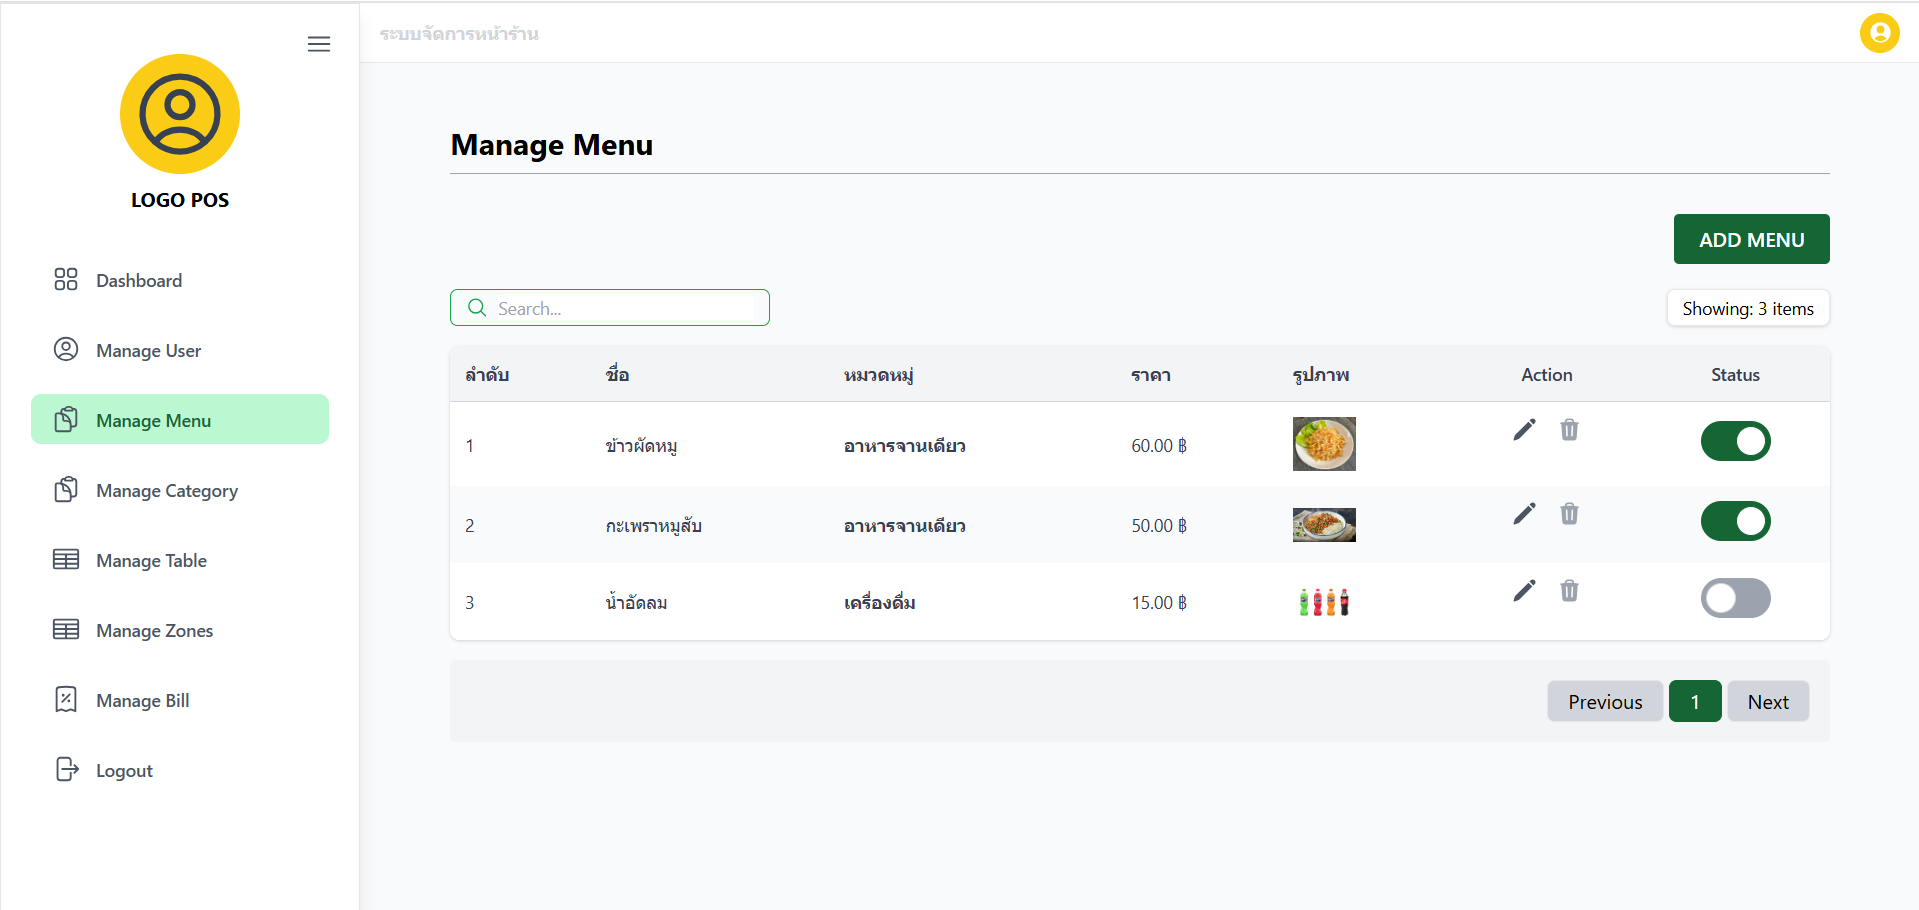 ระบบจัดการหน้าร้าน
LOGO POS
Dashboard
Manage User
Manage Menu
Manage Category
Manage Table
Manage Zones
Manage Bill
Logout
Manage Menu
ADD MENU
Search...
Showing: 3 items
ลำดับ ชื่อ หมวดหมู่ ราคา รูปภาพ Action Status
1 ข้าวผัดหมู อาหารจานเดียว 60.00 ฿
2 กะเพราหมูสับ อาหารจานเดียว 50.00 ฿
3 น้ำอัดลม เครื่องดื่ม 15.00 ฿
Previous 1 Next